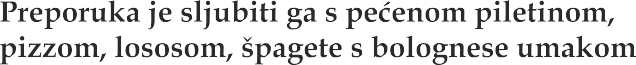 Preporuka je sljubiti ga s pećenom piletinom,
pizzom, lososom, špagete s bolognese umakom